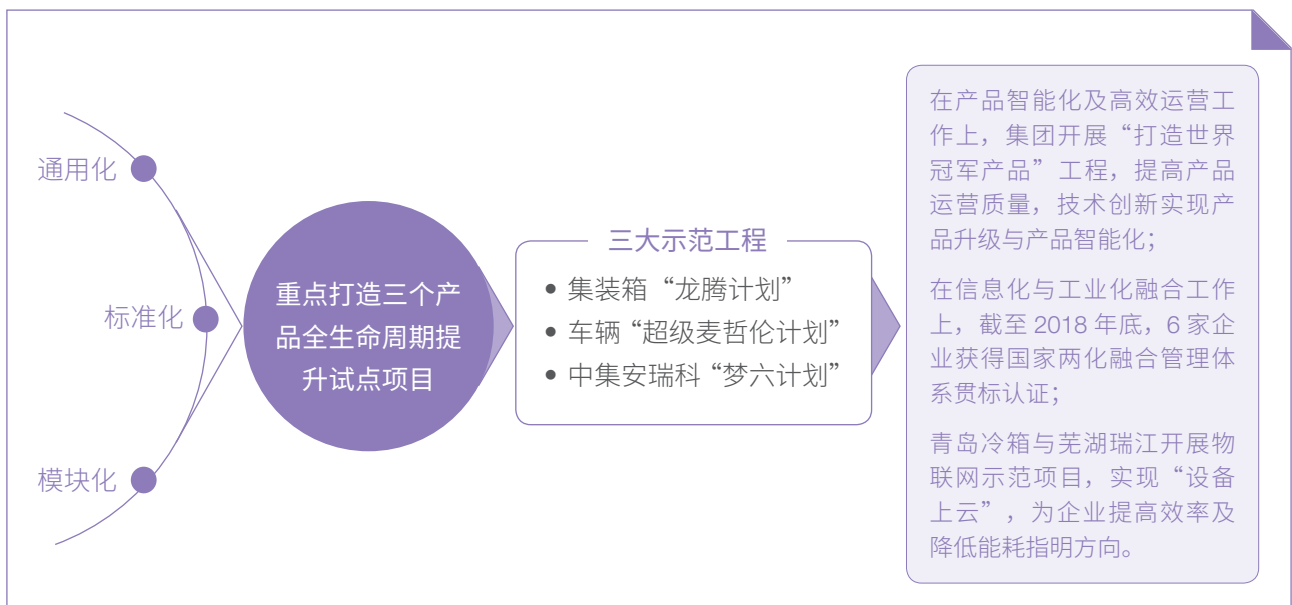 通用化
标准化
模块化
重点打造三个产
品全生命周期提
升试点项目
三大示范工程
• 集装箱“龙腾计划”
• 车辆“超级麦哲伦计划”
• 中集安瑞科“梦六计划”
在产品智能化及高效运营工
作上，集团开展“打造世界
冠军产品”工程，提高产品
运营质量，技术创新实现产
品升级与产品智能化；
在信息化与工业化融合工作
上，截至 2018 年底，6 家企
业获得国家两化融合管理体
系贯标认证；
青岛冷箱与芜湖瑞江开展物
联网示范项目，实现“设备
上云”，为企业提高效率及
降低能耗指明方向。